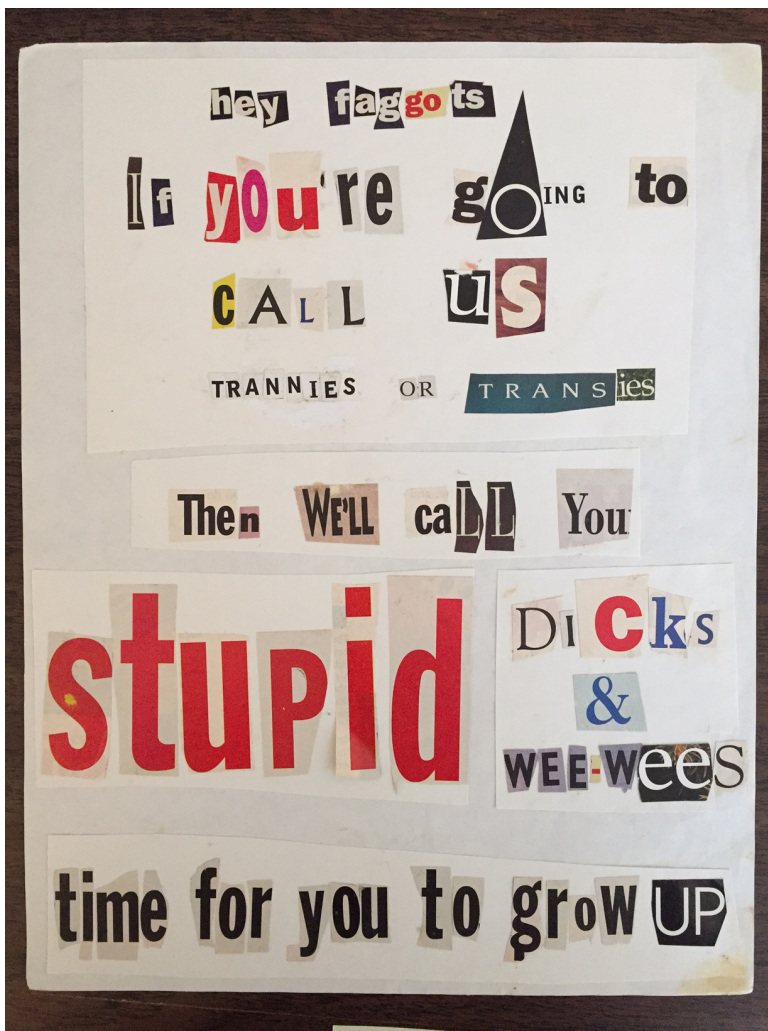 hey faggots
If you're gOING to
CALL US
TRANNIES OR TRANSies
Then WE'LL caLL You
stupid
DIcks
&
WEE-WeeS
time for you to groW UP